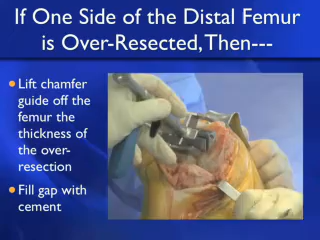 If One Side of the Distal Femur
is Over-Resected, Then---
Lift chamfer
guide off the
femur the
thickness of
the over-
resection
Fill gap with
cement